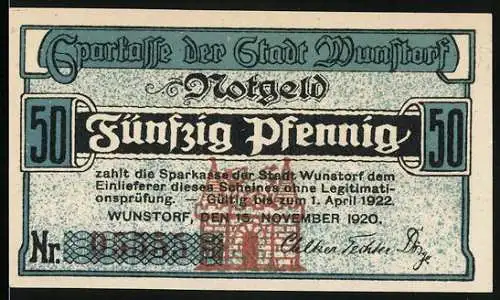 Sparkasse der Stadt Wunstorf
Notgeld
50 Fünfzig Pfennig 50
zahlt die Sparkasse der Stadt Wunstorf dem
Einlieferer dieses Scheines ohne Legitimati-
onsprüfung. — Gültig bis zum 1. April 1922.
WUNSTORF, DEN 15. NOVEMBER 1920.
Nr.